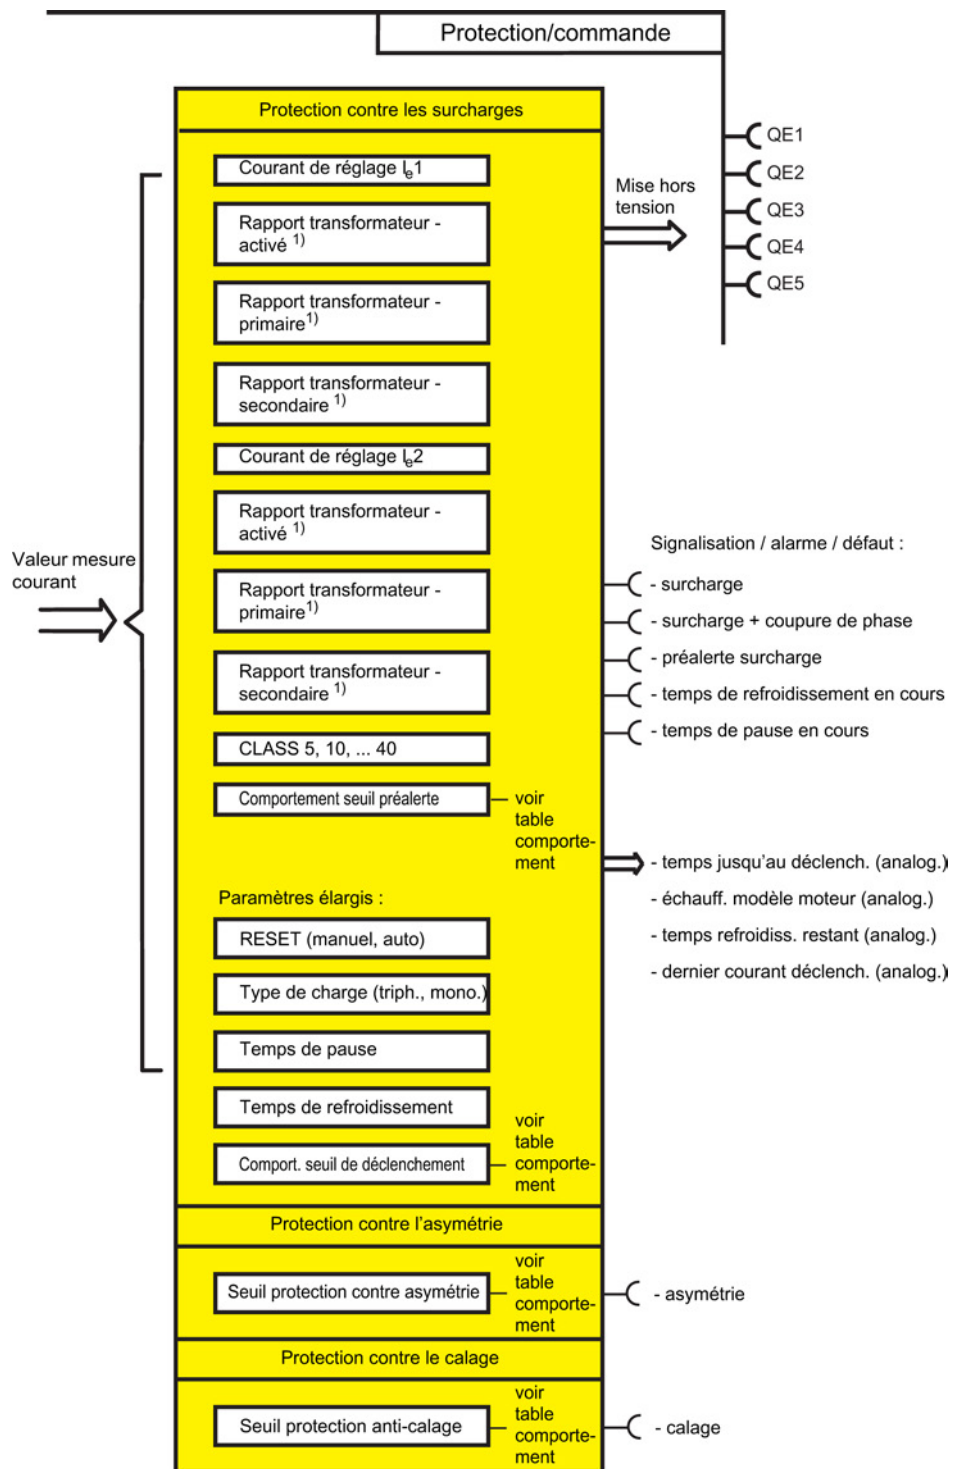 Protection/commande
Protection contre les surcharges
QE1
QE2
QE3
QE4
QE5
Mise hors
tension
Courant de réglage Ie1
Rapport transformateur -
activé 1)
Rapport transformateur -
primaire1)
Rapport transformateur -
secondaire 1)
Courant de réglage Ie2
Rapport transformateur -
activé 1)
Rapport transformateur -
primaire1)
Rapport transformateur -
secondaire 1)
CLASS 5, 10, ... 40
Comportement seuil préalerte
voir
table
comporte-
ment
Valeur mesure
courant
Signalisation / alarme / défaut :
- surcharge
- surcharge + coupure de phase
- préalerte surcharge
- temps de refroidissement en cours
- temps de pause en cours
- temps jusqu'au déclench. (analog.)
- échauff. modèle moteur (analog.)
- temps refroidiss. restant (analog.)
- dernier courant déclench. (analog.)
Paramètres élargis :
RESET (manuel, auto)
Type de charge (triph., mono.)
Temps de pause
Temps de refroidissement
Comport. seuil de déclenchement
voir
table
comporte-
ment
Protection contre l'asymétrie
Seuil protection contre asymétrie
voir
table
comporte-
ment
- asymétrie
Protection contre le calage
Seuil protection anti-calage
voir
table
comporte-
ment
- calage